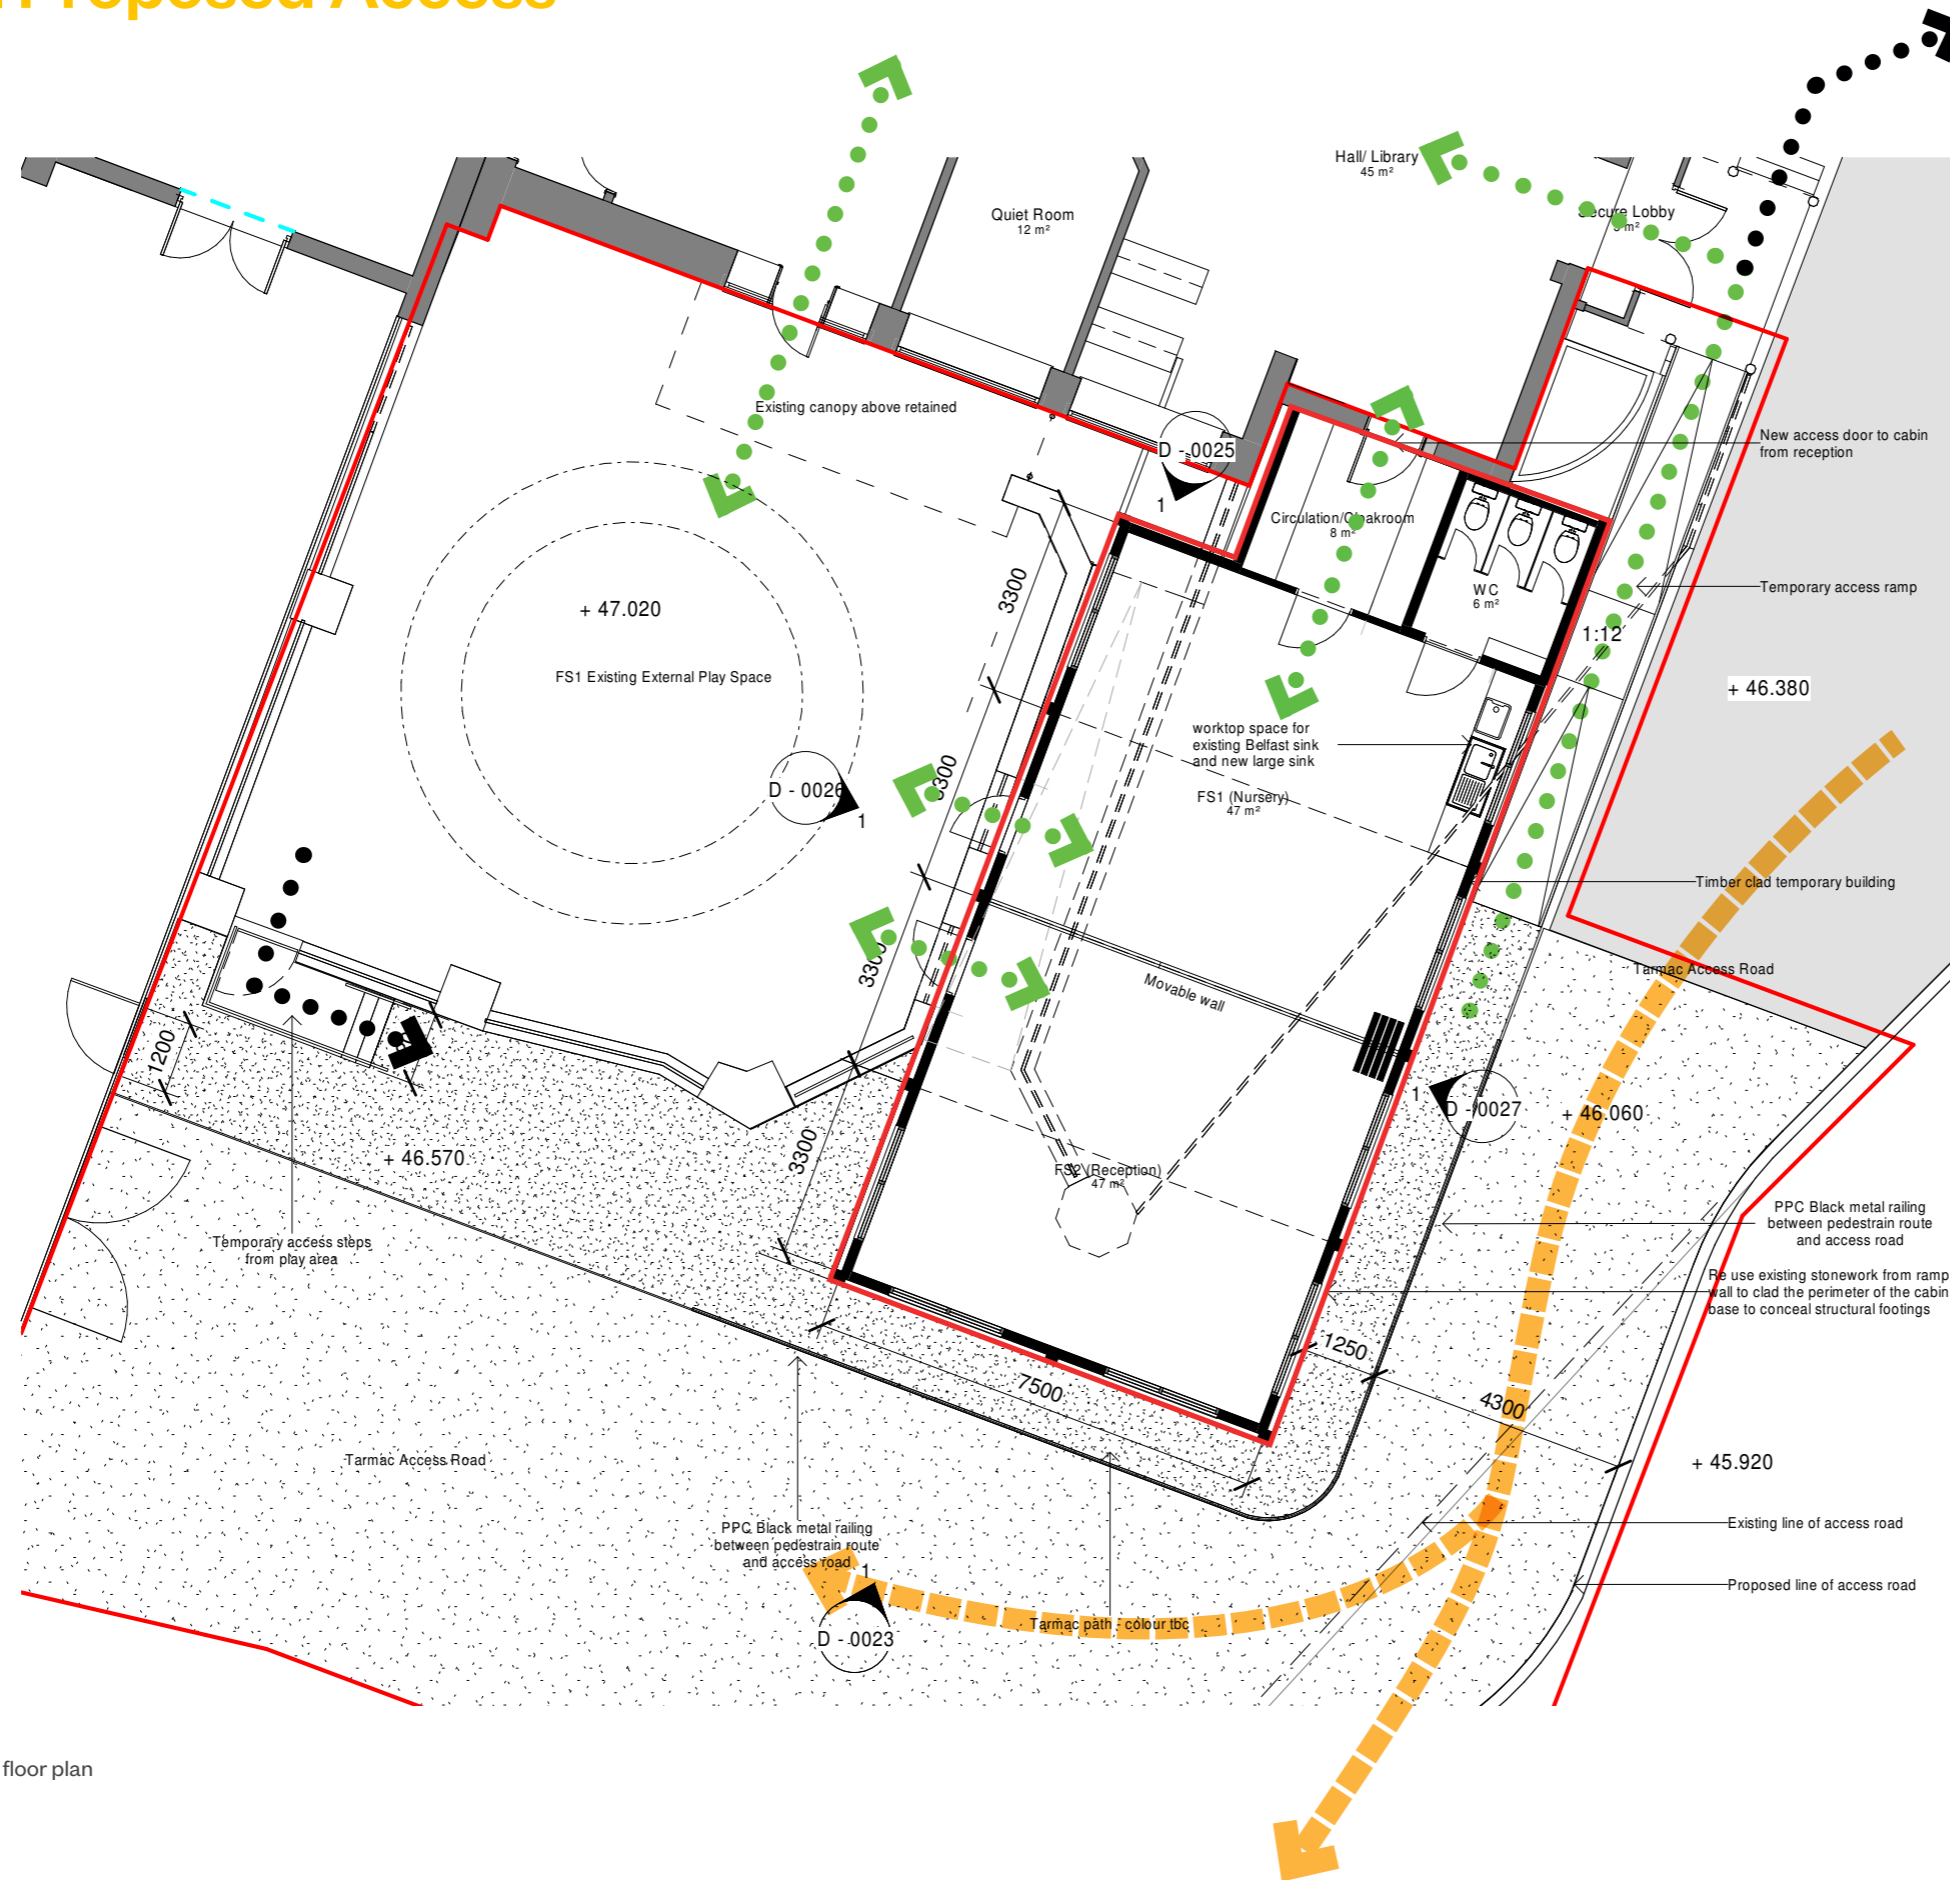 Proposed Access
Hall/ Library
45 m²
Quiet Room
12 m²
Secure Lobby
Existing canopy above retained
D - 0025
1
New access door to cabin
from reception
Circulation/Cloakroom
8 m²
WC
6 m²
Temporary access ramp
1:12
3300
+ 47.020
FS1 Existing External Play Space
+ 46.380
worktop space for
existing Belfast sink
and new large sink
D - 0026
1
3300
FS1 (Nursery)
47 m²
Timber clad temporary building
3300
Movable wall
Tarmac Access Road
1200
1
D - 0027
+ 46.060
3300
+ 46.570
FS2 (Reception)
47 m²
PPC Black metal railing
between pedestrain route
and access road
Temporary access steps
from play area
Re use existing stonework from ramp
wall to clad the perimeter of the cabin
base to conceal structural footings
1250
7500
4300
Tarmac Access Road
+ 45.920
PPC Black metal railing
between pedestrain route
and access road
Existing line of access road
1
Proposed line of access road
Tarmac path - colour tbc
D - 0023
floor plan